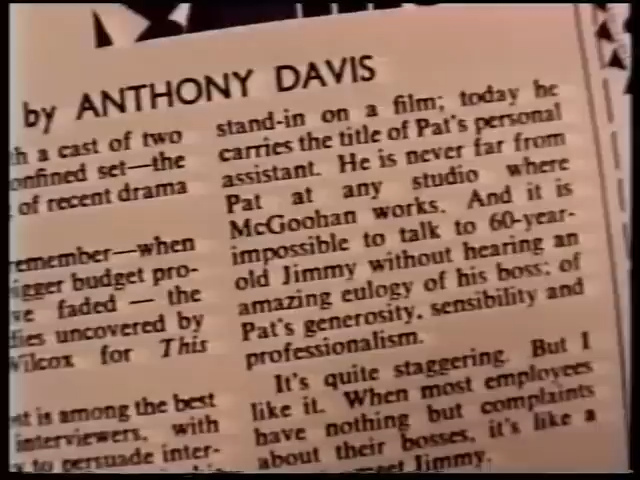 by ANTHONY DAVIS
h a cast of two
onfined set—the
of recent drama
emember—when
igger budget pro-
ve faded — the
dies uncovered by
Wilcox for This
st is among the best
interviewers, with
to persuade inter-
stand-in on a film; today he
carries the title of Pat's personal
assistant. He is never far from
Pat at any studio where
McGoohan works. And it is
impossible to talk to 60-year-
old Jimmy without hearing an
amazing eulogy of his boss: of
Pat's generosity, sensibility and
professionalism.
It's quite staggering. But I
like it. When most employees
have nothing but complaints
about their bosses, it's like a
meet Jimmy.